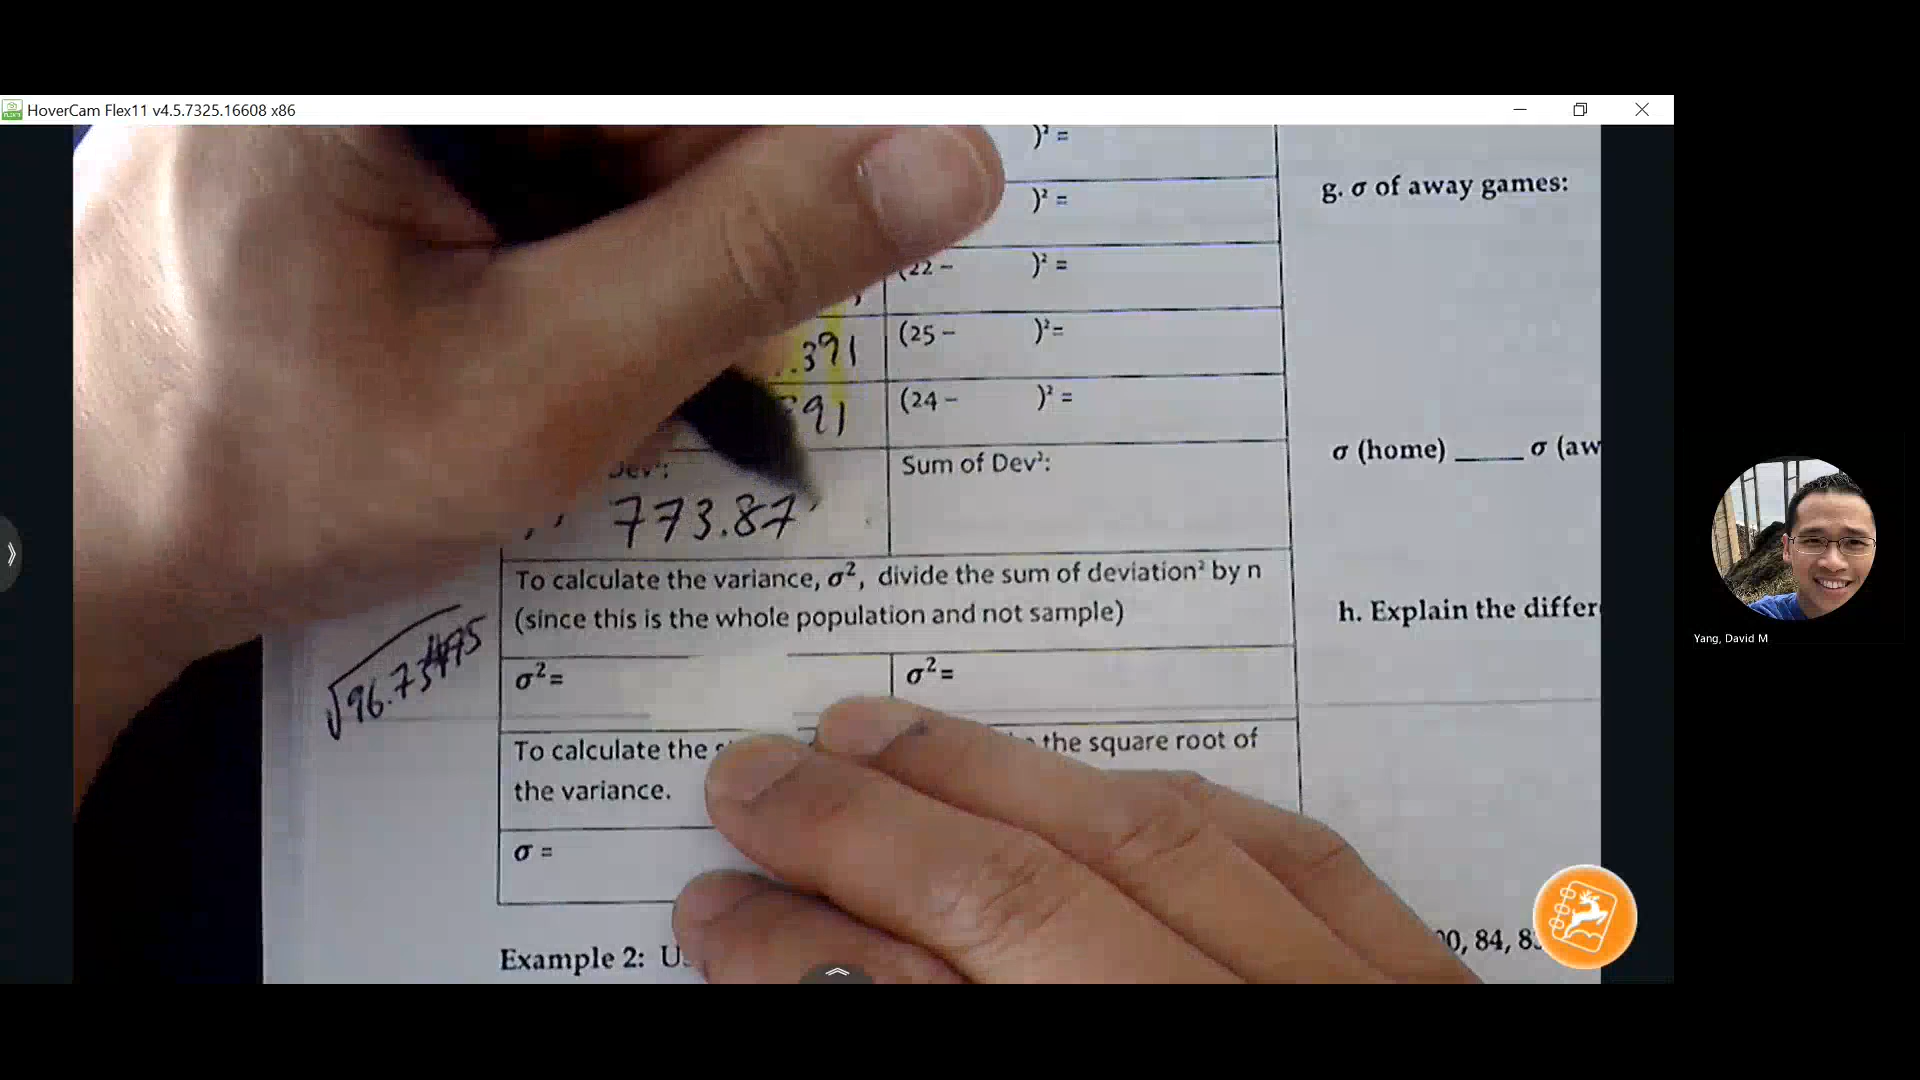 HoverCam Flex11 v4.5.7325.16608 x86
)² =
)² =
(22 – )² =
.391
(25 – )²=
91
(24 – )² =
Dev²:
773.87
Sum of Dev²:
To calculate the variance, σ², divide the sum of deviation² by n
(since this is the whole population and not sample)
σ²=
σ²=
To calculate the the square root of
the variance.
σ =
Example 2:
g. σ of away games:
σ (home) _____ σ (aw
h. Explain the differ
0, 84, 8
Yang, David M